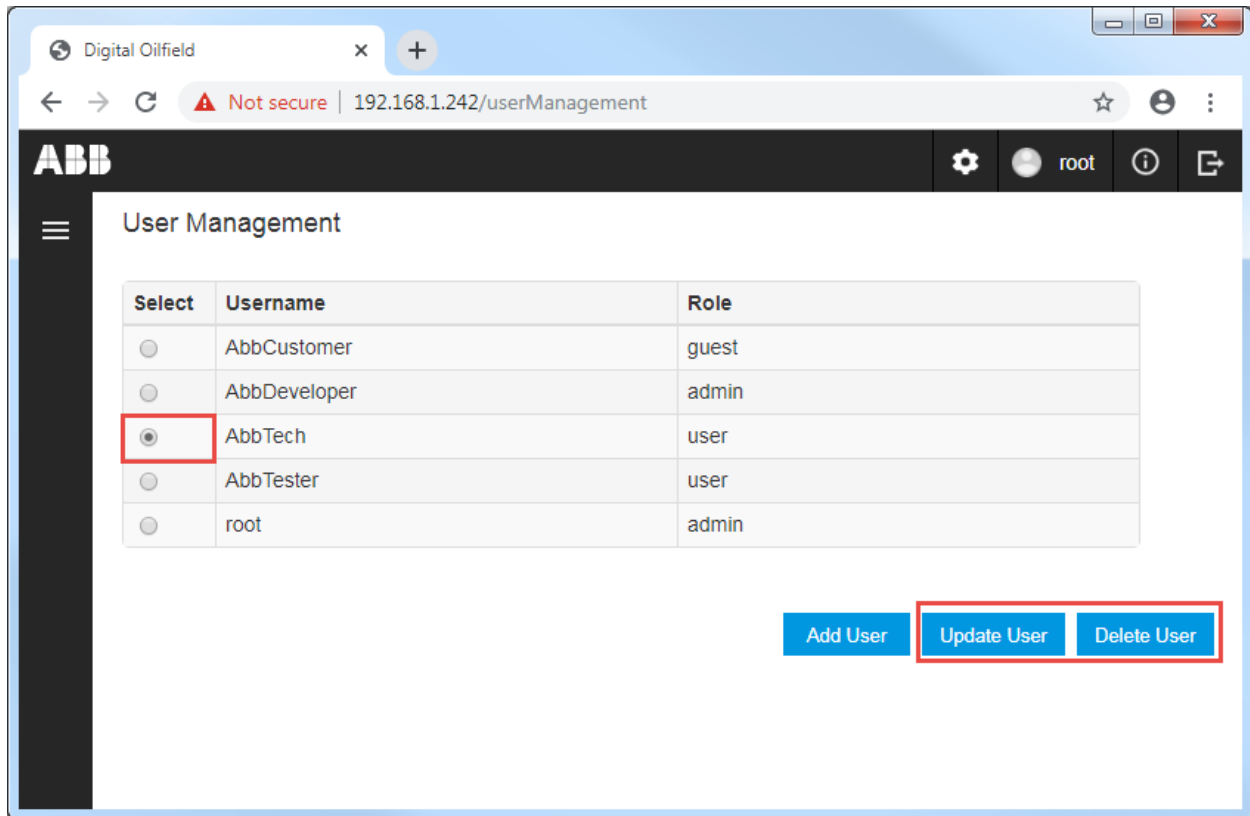 Digital Oilfield
Not secure | 192.168.1.242/userManagement
ABB
root
User Management
Select Username Role
AbbCustomer guest
AbbDeveloper admin
AbbTech user
AbbTester user
root admin
Add User Update User Delete User